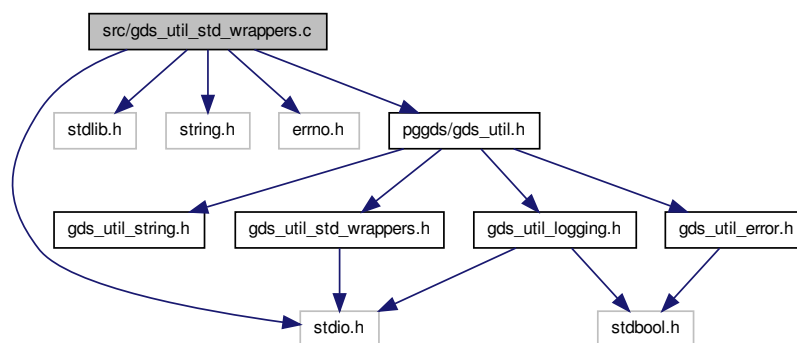 src/gds_util_std_wrappers.c
stdlib.h
string.h
errno.h
pggds/gds_util.h
gds_util_string.h
gds_util_std_wrappers.h
gds_util_logging.h
gds_util_error.h
stdio.h
stdbool.h